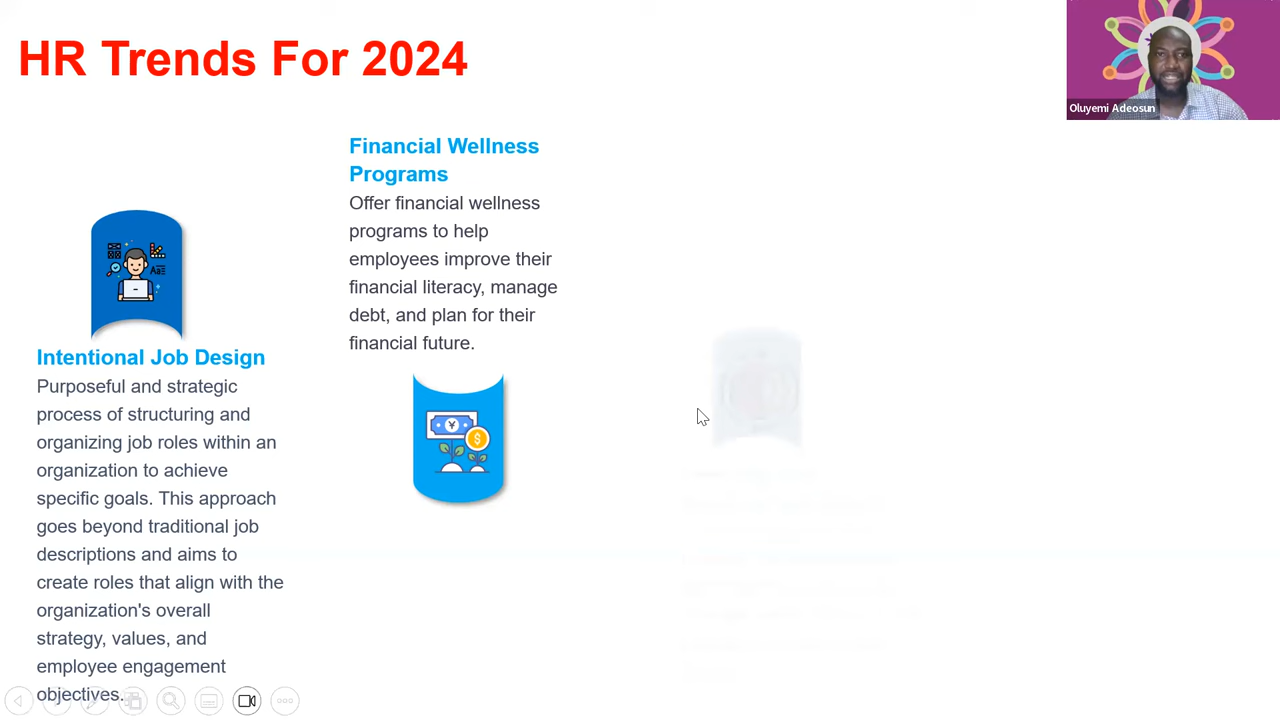 HR Trends For 2024
Oluyemi Adeosun
Financial Wellness
Programs
Offer financial wellness
programs to help
employees improve their
financial literacy, manage
debt, and plan for their
financial future.
Intentional Job Design
Purposeful and strategic
process of structuring and
organizing job roles within an
organization to achieve
specific goals. This approach
goes beyond traditional job
descriptions and aims to
create roles that align with the
organization's overall
strategy, values, and
employee engagement
objectives.